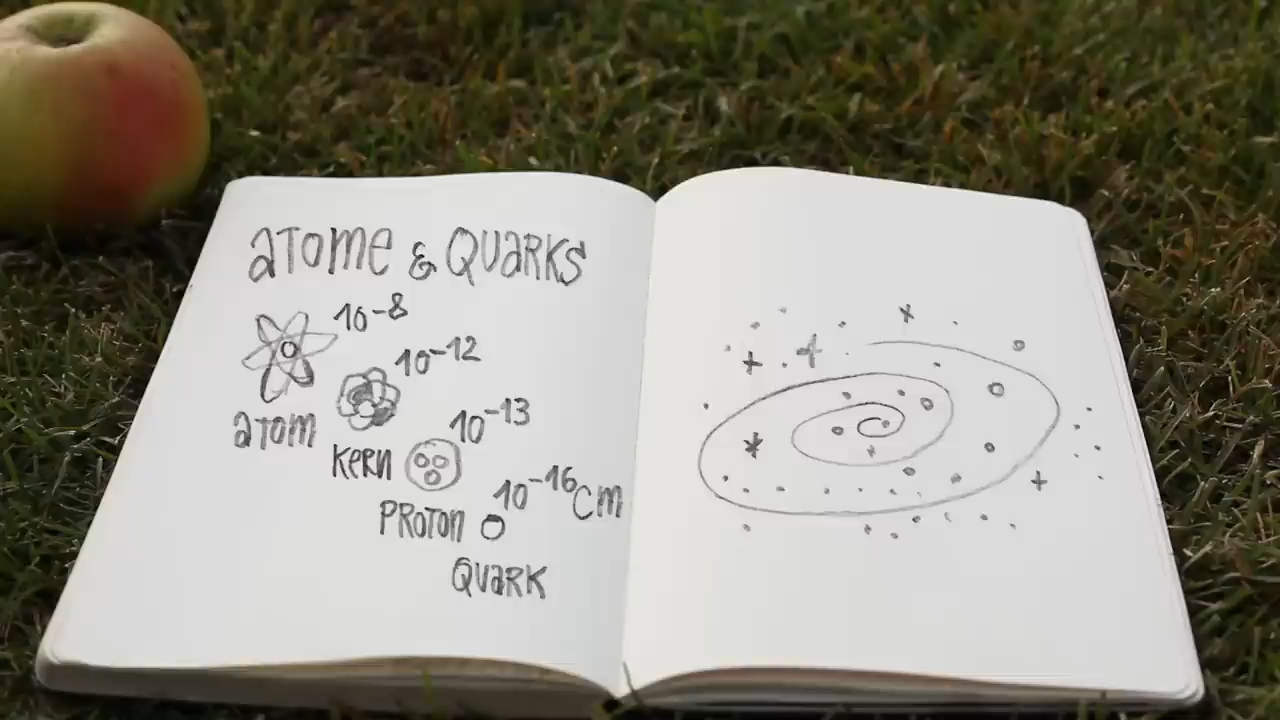 atome & Quarks
10-8
atom
10-12
Kern
10-13
Proton
10-16 cm
Quark